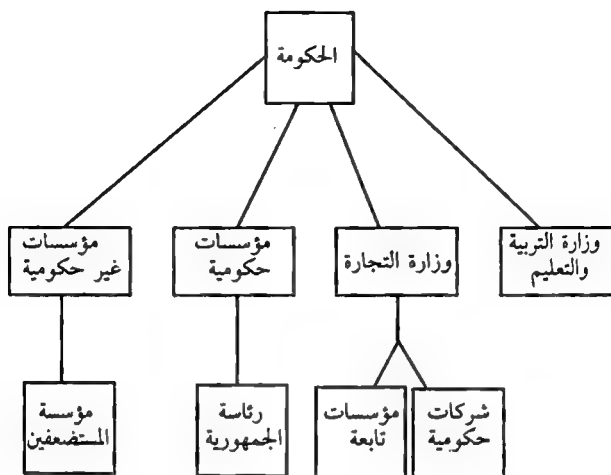 الحكومة
وزارة التربية
والتعليم
وزارة التجارة
مؤسسات
حكومية
مؤسسات
غير حكومية
شركات
حكومية
مؤسسات
تابعة
رئاسة
الجمهورية
مؤسسة
المستضعفين